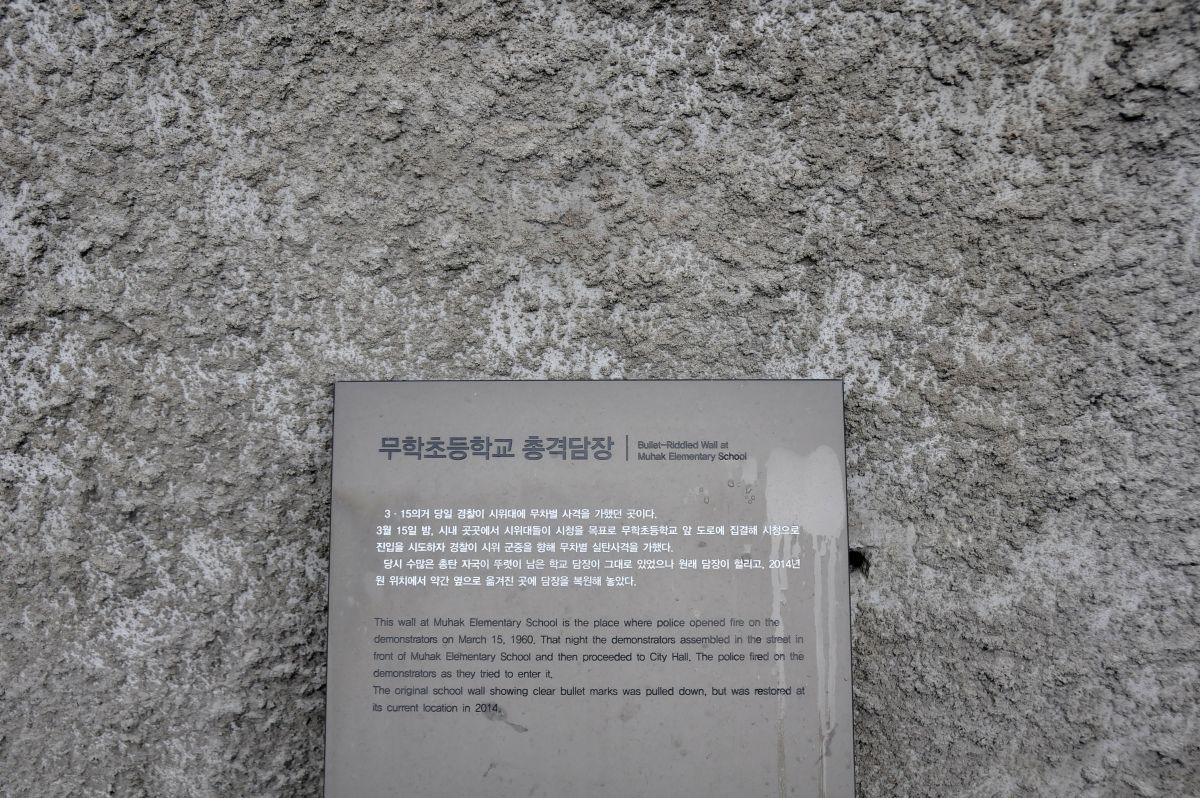 무학초등학교 총격담장
Bullet-Riddled Wall at
Muhak Elementary School
3·15의거 당일 경찰이 시위대에 무차별 사격을 가했던 곳이다.
3월 15일 밤, 시내 곳곳에서 시위대들이 시청을 목표로 무학초등학교 앞 도로에 집결해 시청으로
진입을 시도하자 경찰이 시위 군중을 향해 무차별 실탄사격을 가했다.
당시 수많은 총탄 자국이 뚜렷이 남은 학교 담장이 그대로 있었으나 원래 담장이 헐리고, 2014년
원 위치에서 약간 옆으로 옮겨진 곳에 담장을 복원해 놓았다.
This wall at Muhak Elementary School is the place where police opened fire on the
demonstrators on March 15, 1960. That night the demonstrators assembled in the street in
front of Muhak Elementary School and then proceeded to City Hall. The police fired on the
demonstrators as they tried to enter it.
The original school wall showing clear bullet marks was pulled down, but was restored at
its current location in 2014.